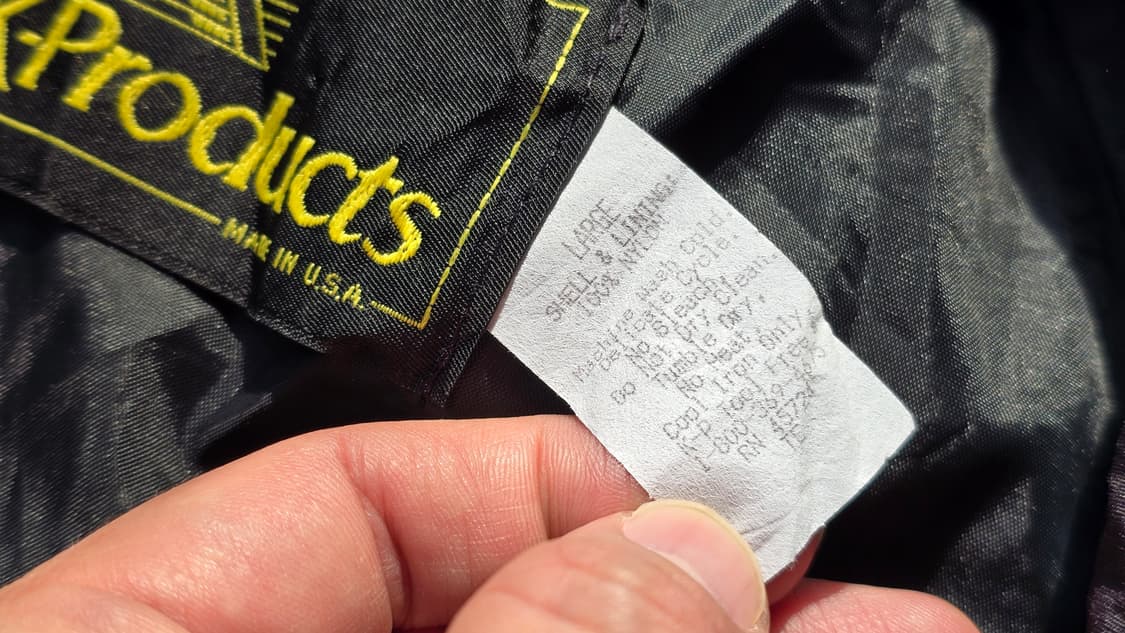 Products
MADE IN U.S.A.
LARGE
SHELL & LINING:
100% NYLON
Machine Wash Cold.
Delicate Cycle.
No Bleach.
DO Not Dry Clean.
Tumble Dry.
No Heat
Cool Iron Only.
Toll Free
RN